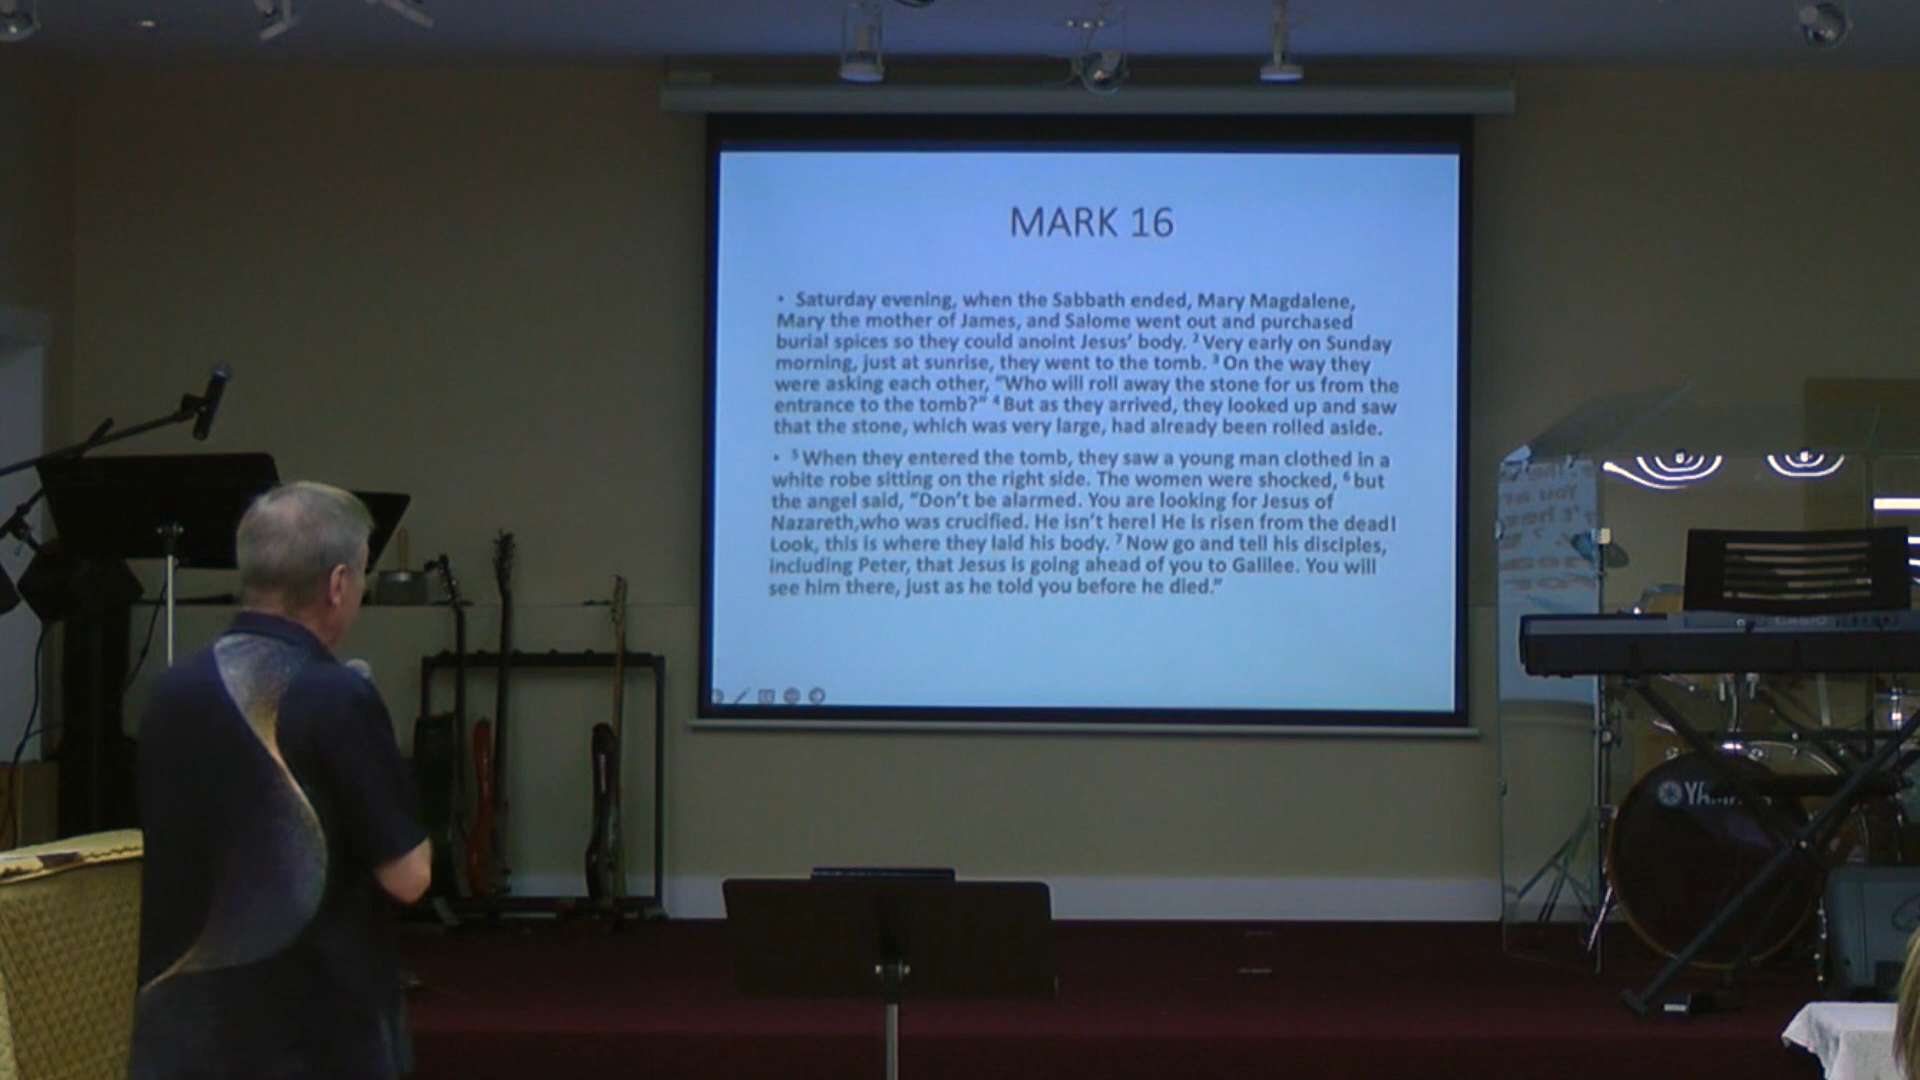 MARK 16
• Saturday evening, when the Sabbath ended, Mary Magdalene,
Mary the mother of James, and Salome went out and purchased
burial spices so they could anoint Jesus' body. ² Very early on Sunday
morning, just at sunrise, they went to the tomb. ³ On the way they
were asking each other, "Who will roll away the stone for us from the
entrance to the tomb?" ⁴ But as they arrived, they looked up and saw
that the stone, which was very large, had already been rolled aside.
• ⁵ When they entered the tomb, they saw a young man clothed in a
white robe sitting on the right side. The women were shocked, ⁶ but
the angel said, "Don't be alarmed. You are looking for Jesus of
Nazareth,who was crucified. He isn't here! He is risen from the dead!
Look, this is where they laid his body. ⁷ Now go and tell his disciples,
including Peter, that Jesus is going ahead of you to Galilee. You will
see him there, just as he told you before he died."
CASIO